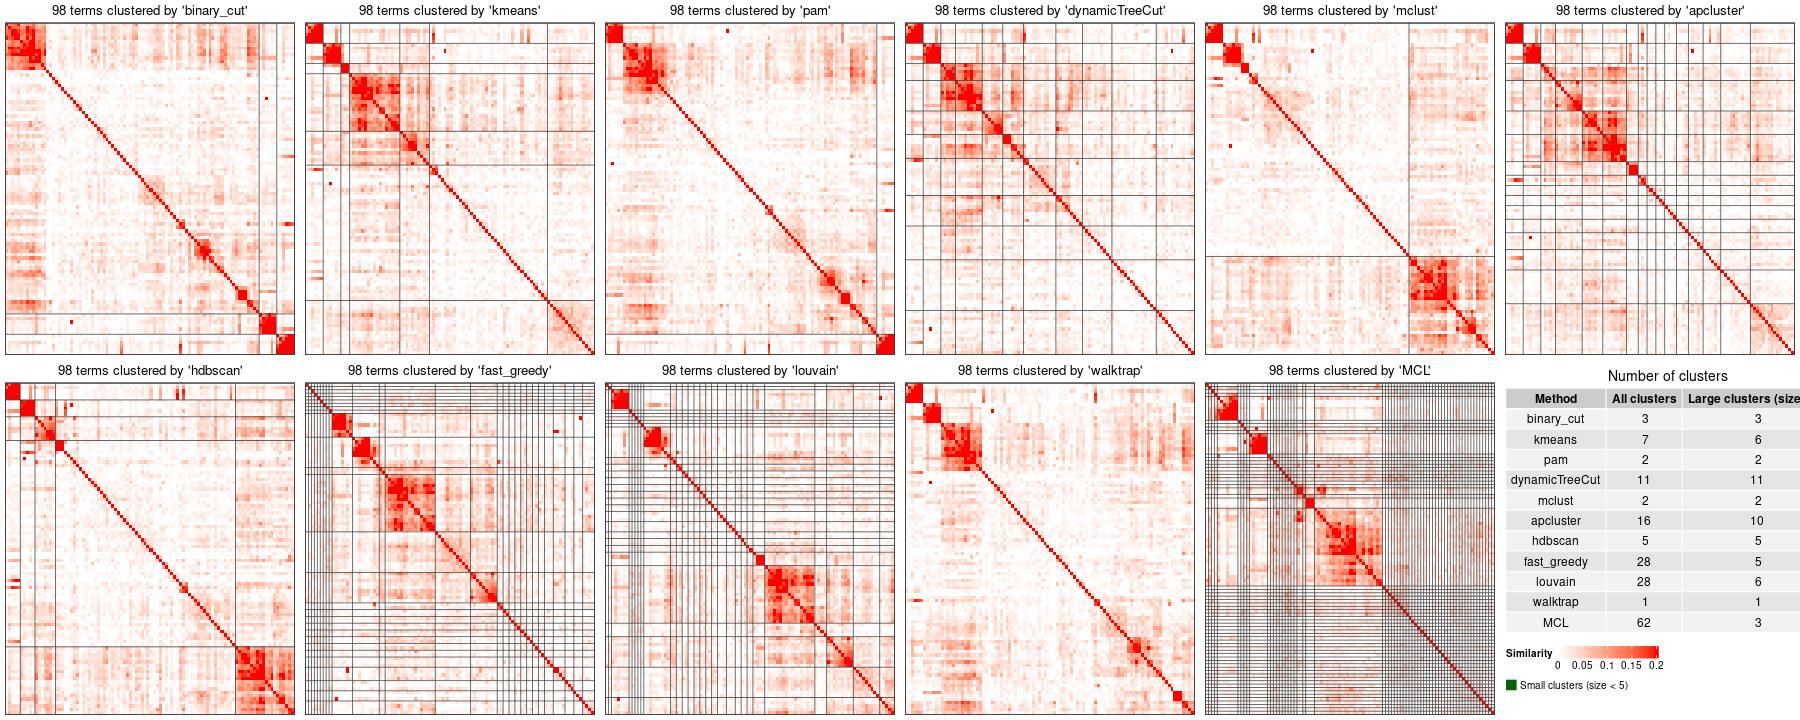 98 terms clustered by 'binary_cut'
98 terms clustered by 'kmeans'
98 terms clustered by 'pam'
98 terms clustered by 'dynamicTreeCut'
98 terms clustered by 'mclust'
98 terms clustered by 'apcluster'
98 terms clustered by 'hdbscan'
98 terms clustered by 'fast_greedy'
98 terms clustered by 'louvain'
98 terms clustered by 'walktrap'
98 terms clustered by 'MCL'
Number of clusters
Method All clusters Large clusters (size
binary_cut 3 3
kmeans 7 6
pam 2 2
dynamicTreeCut 11 11
mclust 2 2
apcluster 16 10
hdbscan 5 5
fast_greedy 28 5
louvain 28 6
walktrap 1 1
MCL 62 3
Similarity
0 0.05 0.1 0.15 0.2
Small clusters (size < 5)